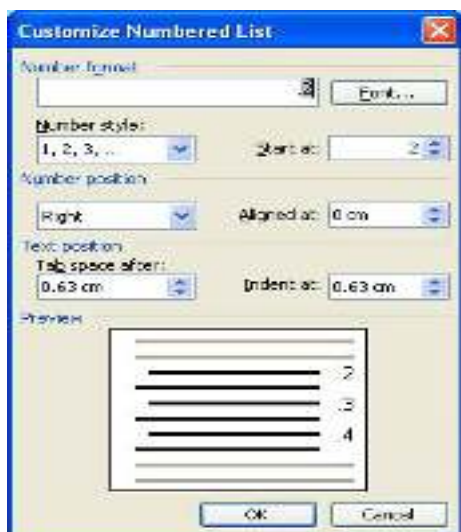 Customize Numbered List
Number format
.2
Font...
Number style:
1, 2, 3, ...
Start at:
2
Number position
Right
Aligned at:
0 cm
Text position
Tab space after:
0.63 cm
Indent at:
0.63 cm
Preview
.2
.3
.4
OK
Cancel